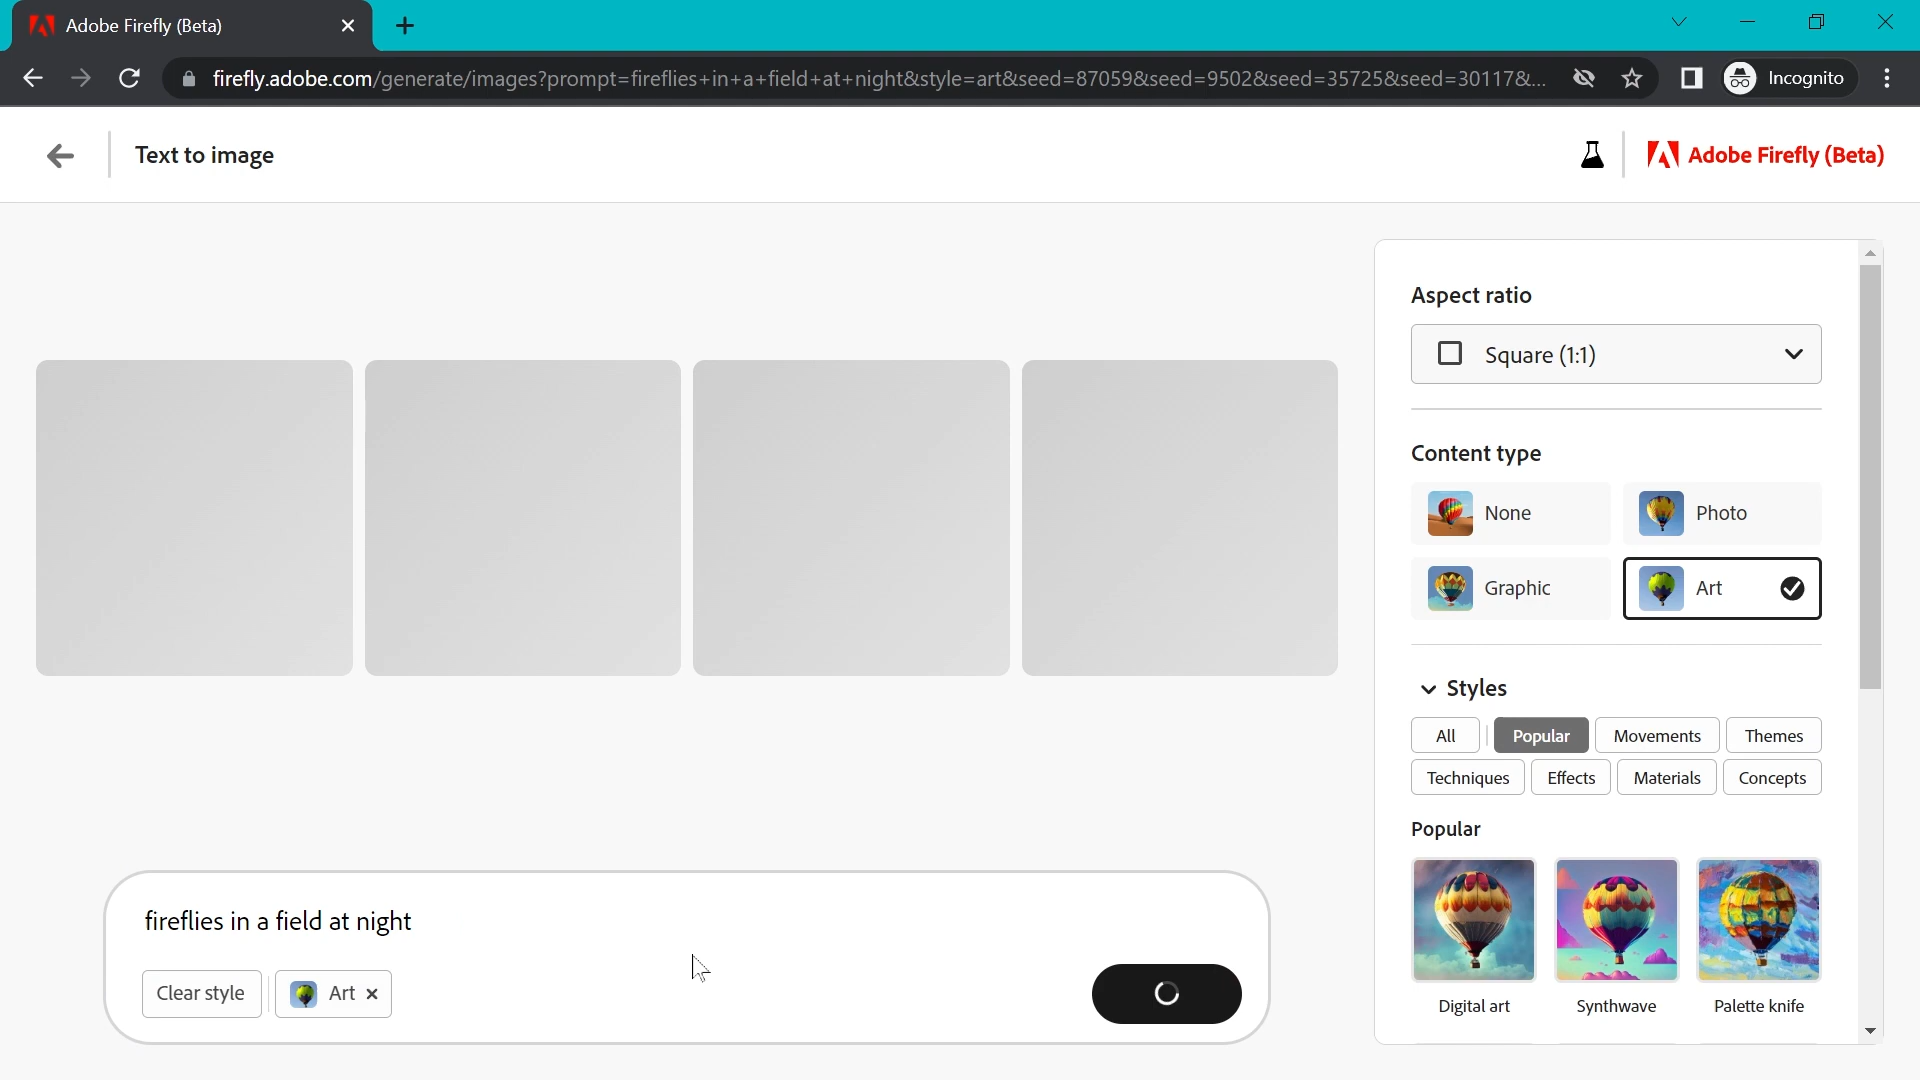 Adobe Firefly (Beta)
firefly.adobe.com/generate/images?prompt=fireflies+in+a+field+at+night&style=art&seed=87059&seed=9502&seed=35725&seed=30117&...
Incognito
Text to image
Adobe Firefly (Beta)
Aspect ratio
Square (1:1)
Content type
None
Photo
Graphic
Art
Styles
All
Popular
Movements
Themes
Techniques
Effects
Materials
Concepts
Popular
Digital art
Synthwave
Palette knife
fireflies in a field at night
Clear style
Art